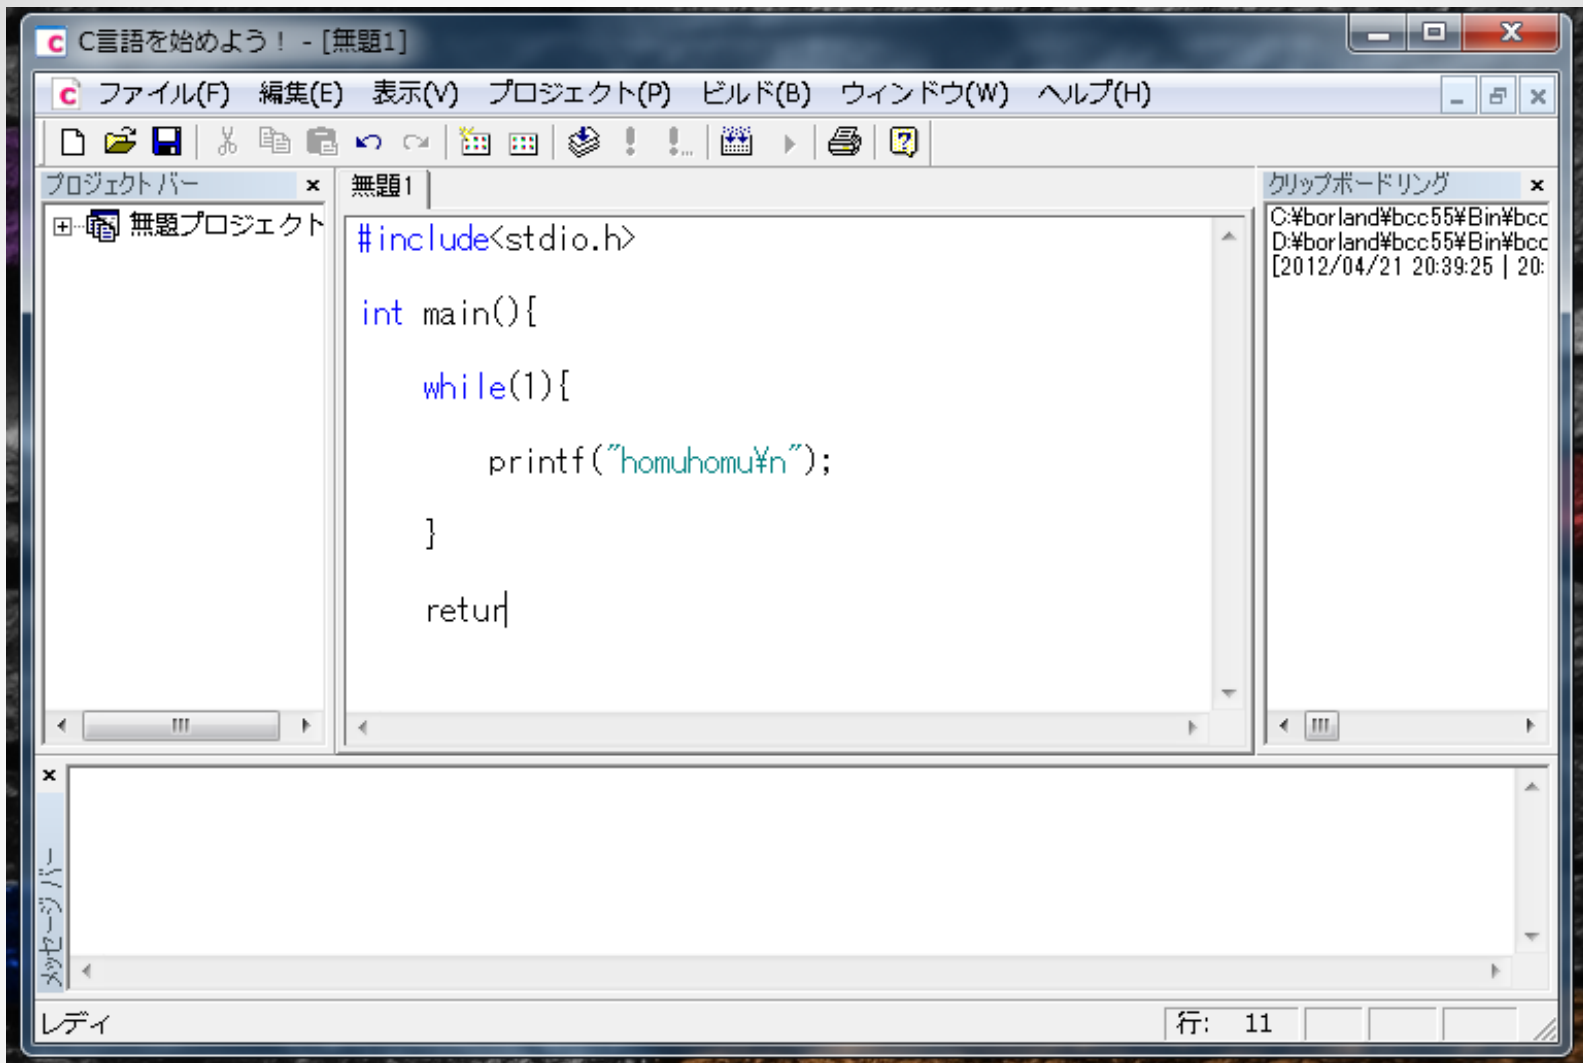 C言語を始めよう! - [無題1]
ファイル(F) 編集(E) 表示(V) プロジェクト(P) ビルド(B) ウィンドウ(W) ヘルプ(H)
プロジェクト バー
無題プロジェクト
無題1
#include<stdio.h>
int main(){
while(1){
printf("homuhomu¥n");
}
retur
クリップボード リング
C:¥borland¥bcc55¥Bin¥bcc
D:¥borland¥bcc55¥Bin¥bcc
[2012/04/21 20:39:25 | 20:
メッセージ バー
レディ
行: 11